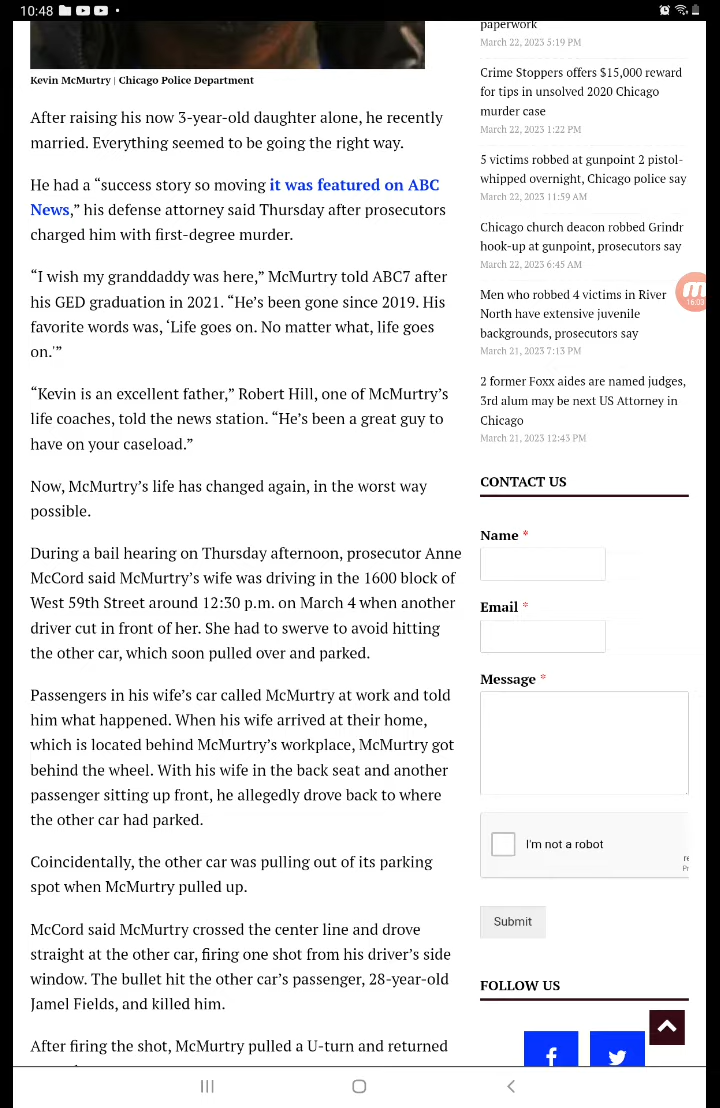 10:48
Kevin McMurtry | Chicago Police Department
After raising his now 3-year-old daughter alone, he recently
married. Everything seemed to be going the right way.
He had a “success story so moving it was featured on ABC
News,” his defense attorney said Thursday after prosecutors
charged him with first-degree murder.
“I wish my granddaddy was here,” McMurtry told ABC7 after
his GED graduation in 2021. “He’s been gone since 2019. His
favorite words was, ‘Life goes on. No matter what, life goes
on.'”
“Kevin is an excellent father,” Robert Hill, one of McMurtry’s
life coaches, told the news station. “He’s been a great guy to
have on your caseload.”
Now, McMurtry’s life has changed again, in the worst way
possible.
During a bail hearing on Thursday afternoon, prosecutor Anne
McCord said McMurtry’s wife was driving in the 1600 block of
West 59th Street around 12:30 p.m. on March 4 when another
driver cut in front of her. She had to swerve to avoid hitting
the other car, which soon pulled over and parked.
Passengers in his wife’s car called McMurtry at work and told
him what happened. When his wife arrived at their home,
which is located behind McMurtry’s workplace, McMurtry got
behind the wheel. With his wife in the back seat and another
passenger sitting up front, he allegedly drove back to where
the other car had parked.
Coincidentally, the other car was pulling out of its parking
spot when McMurtry pulled up.
McCord said McMurtry crossed the center line and drove
straight at the other car, firing one shot from his driver’s side
window. The bullet hit the other car’s passenger, 28-year-old
Jamel Fields, and killed him.
After firing the shot, McMurtry pulled a U-turn and returned
paperwork
March 22, 2023 5:19 PM
Crime Stoppers offers $15,000 reward
for tips in unsolved 2020 Chicago
murder case
March 22, 2023 1:22 PM
5 victims robbed at gunpoint 2 pistol-
whipped overnight, Chicago police say
March 22, 2023 11:59 AM
Chicago church deacon robbed Grindr
hook-up at gunpoint, prosecutors say
March 22, 2023 6:45 AM
Men who robbed 4 victims in River
North have extensive juvenile
backgrounds, prosecutors say
March 21, 2023 7:13 PM
16:03
2 former Foxx aides are named judges,
3rd alum may be next US Attorney in
Chicago
March 21, 2023 12:43 PM
CONTACT US
Name *
Email *
Message *
I'm not a robot
re
Pr
Submit
FOLLOW US